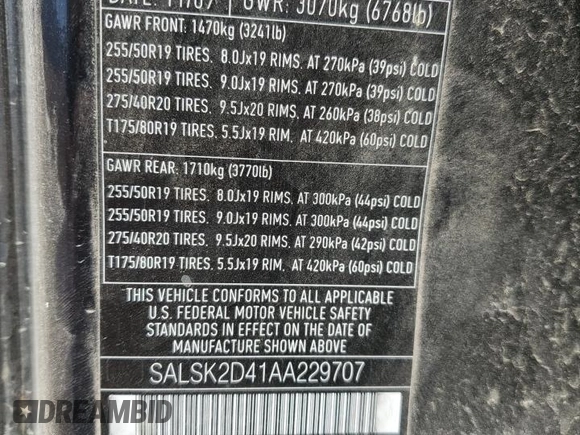 GWR: 3070kg (6768lb)
GAWR FRONT: 1470kg (3241lb)
255/50R19 TIRES. 8.0Jx19 RIMS, AT 270kPa (39psi) COLD
255/50R19 TIRES. 9.0Jx19 RIMS, AT 270kPa (39psi) COLD
275/40R20 TIRES. 9.5Jx20 RIMS, AT 260kPa (38psi) COLD
T175/80R19 TIRES. 5.5Jx19 RIM, AT 420kPa (60psi) COLD
GAWR REAR: 1710kg (3770lb)
255/50R19 TIRES. 8.0Jx19 RIMS, AT 300kPa (44psi) COLD
255/50R19 TIRES. 9.0Jx19 RIMS, AT 300kPa (44psi) COLD
275/40R20 TIRES. 9.5Jx20 RIMS, AT 290kPa (42psi) COLD
T175/80R19 TIRES. 5.5Jx19 RIM, AT 420kPa (60psi) COLD
THIS VEHICLE CONFORMS TO ALL APPLICABLE
U.S. FEDERAL MOTOR VEHICLE SAFETY
STANDARDS IN EFFECT ON THE DATE OF
MANUFACTURE SHOWN ABOVE
SALSK2D41AA229707
DREAMBID